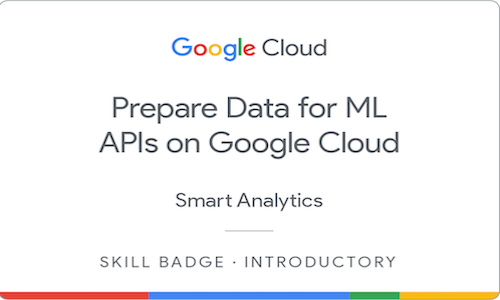 Google Cloud
Prepare Data for ML
APIs on Google Cloud
Smart Analytics
SKILL BADGE · INTRODUCTORY